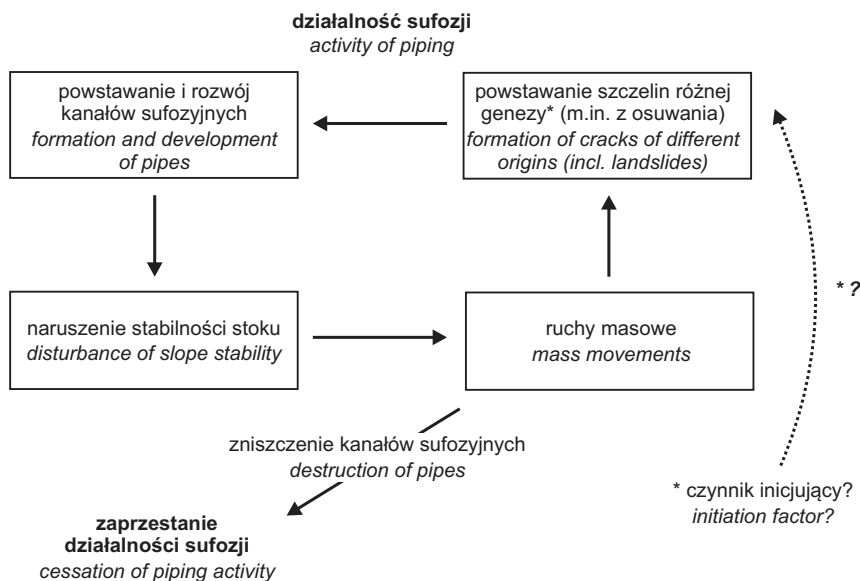 działalność sufozji
activity of piping
powstawanie i rozwój
kanałów sufozyjnych
formation and development
of pipes
powstawanie szczelin różnej
genezy* (m.in. z osuwania)
formation of cracks of different
origins (incl. landslides)
* ?
naruszenie stabilności stoku
disturbance of slope stability
ruchy masowe
mass movements
zniszczenie kanałów sufozyjnych
destruction of pipes
* czynnik inicjujący?
initiation factor?
zaprzestanie
działalności sufozji
cessation of piping activity